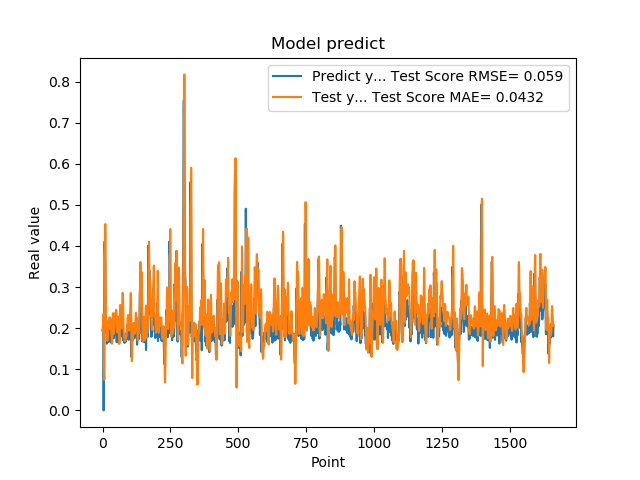 Model predict
Predict y... Test Score RMSE= 0.059
Test y... Test Score MAE= 0.0432
Real value
0.8
0.7
0.6
0.5
0.4
0.3
0.2
0.1
0.0
0 250 500 750 1000 1250 1500
Point